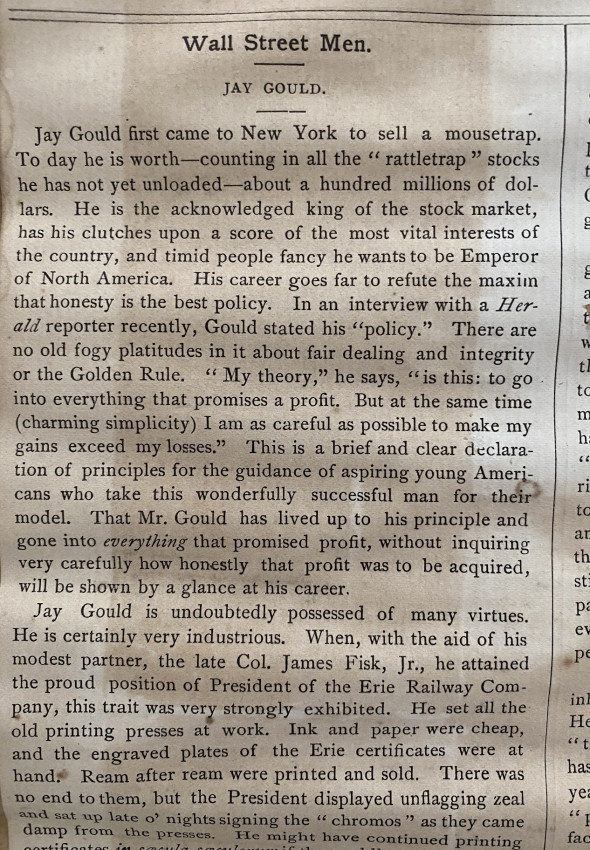 Wall Street Men.
JAY GOULD.
Jay Gould first came to New York to sell a mousetrap.
To day he is worth—counting in all the “ rattletrap ” stocks
he has not yet unloaded—about a hundred millions of dol-
lars. He is the acknowledged king of the stock market,
has his clutches upon a score of the most vital interests of
the country, and timid people fancy he wants to be Emperor
of North America. His career goes far to refute the maxim
that honesty is the best policy. In an interview with a Her-
ald reporter recently, Gould stated his “policy.” There are
no old fogy platitudes in it about fair dealing and integrity
or the Golden Rule. “ My theory,” he says, “is this: to go
into everything that promises a profit. But at the same time
(charming simplicity) I am as careful as possible to make my
gains exceed my losses.” This is a brief and clear declara-
tion of principles for the guidance of aspiring young Ameri-
cans who take this wonderfully successful man for their
model. That Mr. Gould has lived up to his principle and
gone into everything that promised profit, without inquiring
very carefully how honestly that profit was to be acquired,
will be shown by a glance at his career.
Jay Gould is undoubtedly possessed of many virtues.
He is certainly very industrious. When, with the aid of his
modest partner, the late Col. James Fisk, Jr., he attained
the proud position of President of the Erie Railway Com-
pany, this trait was very strongly exhibited. He set all the
old printing presses at work. Ink and paper were cheap,
and the engraved plates of the Erie certificates were at
hand. Ream after ream were printed and sold. There was
no end to them, but the President displayed unflagging zeal
and sat up late o’ nights signing the “ chromos ” as they came
damp from the presses. He might have continued printing
certificates in